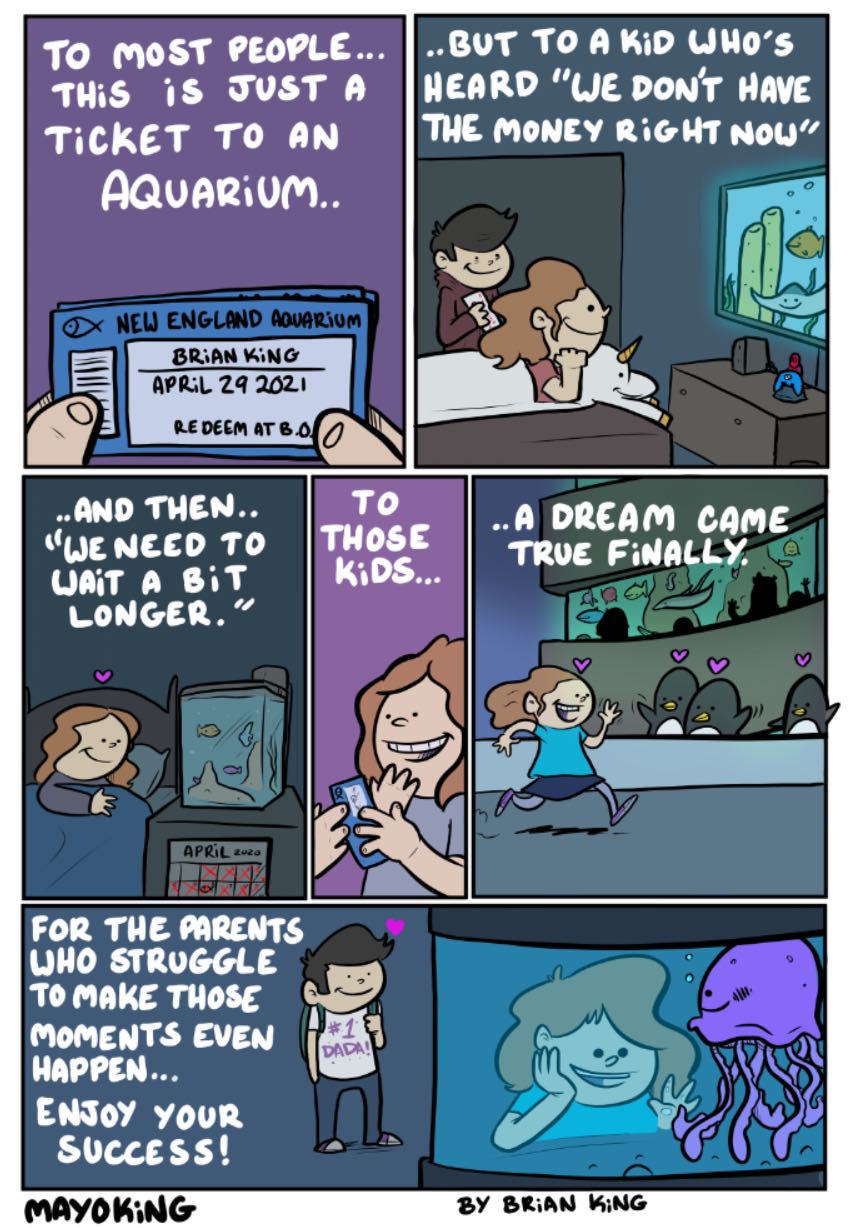 TO MOST PEOPLE...
THiS iS JUST A
TiCKET TO AN
AQUARiUM..
NEW ENGLAND AQUARiUM
BRiAN KiNG
APRiL 29 2021
REDEEM AT B.O.
..BUT TO A KiD WHO'S
HEARD "WE DON'T HAVE
THE MONEY RiGHT NOW"
..AND THEN..
"WE NEED TO
WAiT A BiT
LONGER."
APRiL 2020
TO
THOSE
KiDS...
..A DREAM CAME
TRUE FiNALLY.
FOR THE PARENTS
WHO STRUGGLE
TO MAKE THOSE
MOMENTS EVEN
HAPPEN...
ENJOY YOUR
SUCCESS!
#1
DADA!
MAYOKiNG
BY BRiAN KiNG